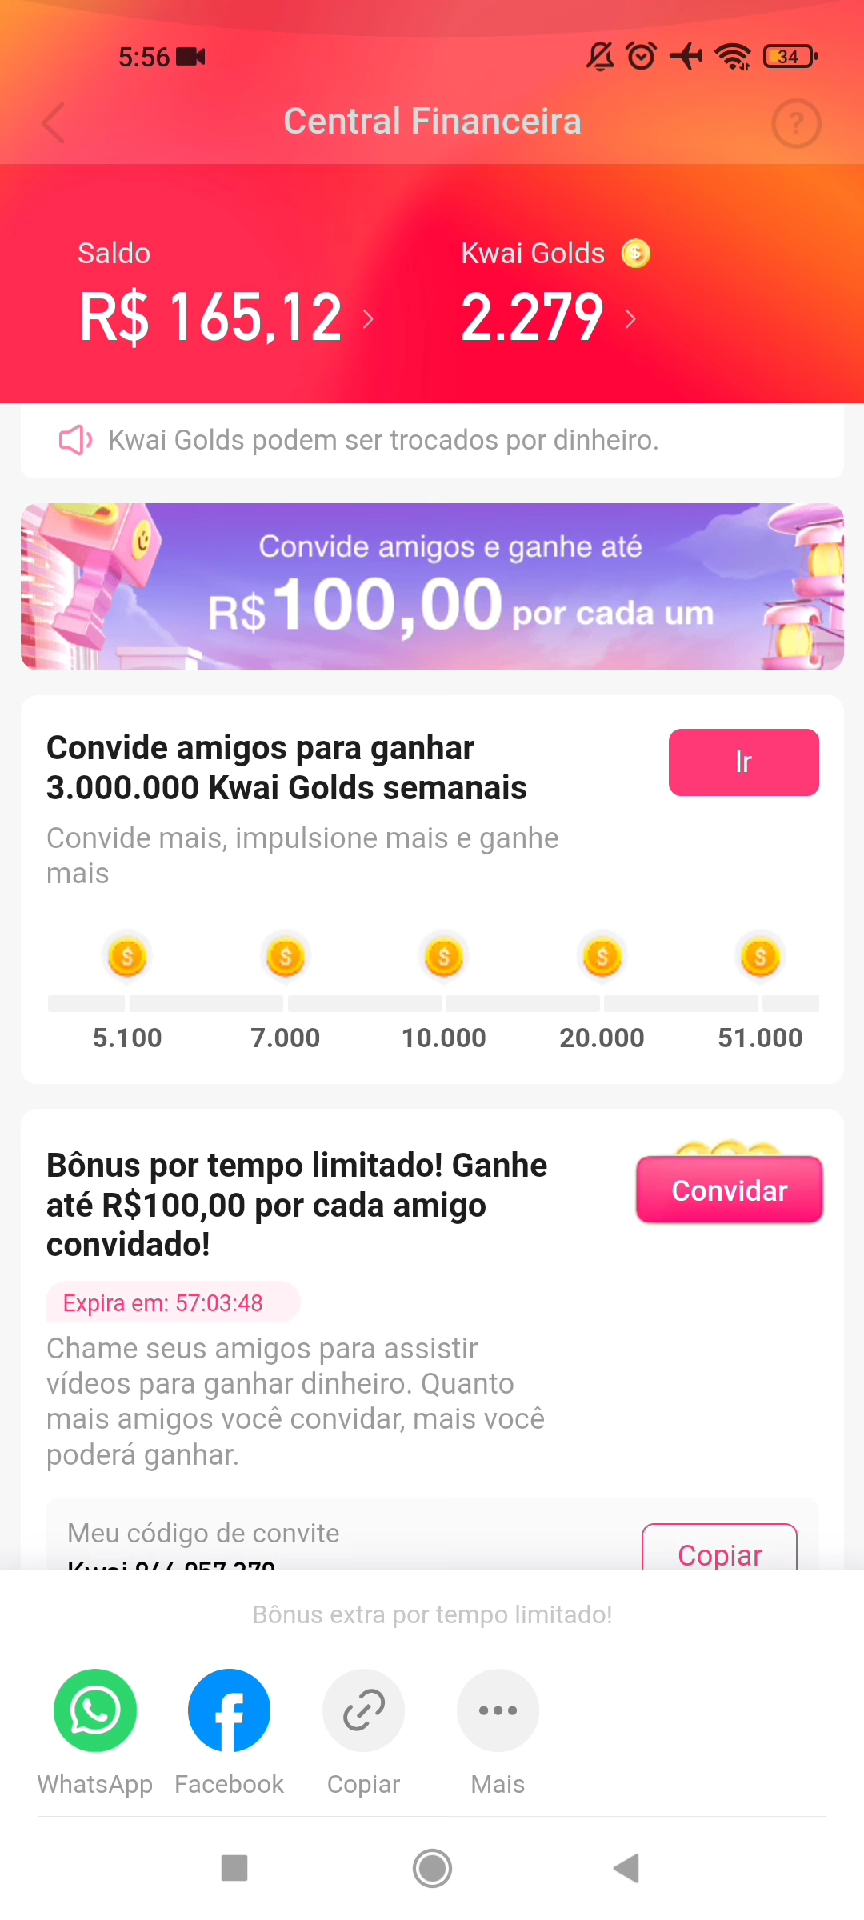 5:56
34
Central Financeira
?
Saldo
Kwai Golds
R$ 165,12
2.279
Kwai Golds podem ser trocados por dinheiro.
Convide amigos e ganhe até
R$100,00 por cada um
Convide amigos para ganhar
3.000.000 Kwai Golds semanais
Ir
Convide mais, impulsione mais e ganhe
mais
5.100 7.000 10.000 20.000 51.000
Bônus por tempo limitado! Ganhe
até R$100,00 por cada amigo
convidado!
Convidar
Expira em: 57:03:48
Chame seus amigos para assistir
vídeos para ganhar dinheiro. Quanto
mais amigos você convidar, mais você
poderá ganhar.
Meu código de convite
Kwai
Copiar
Bônus extra por tempo limitado!
WhatsApp Facebook Copiar Mais